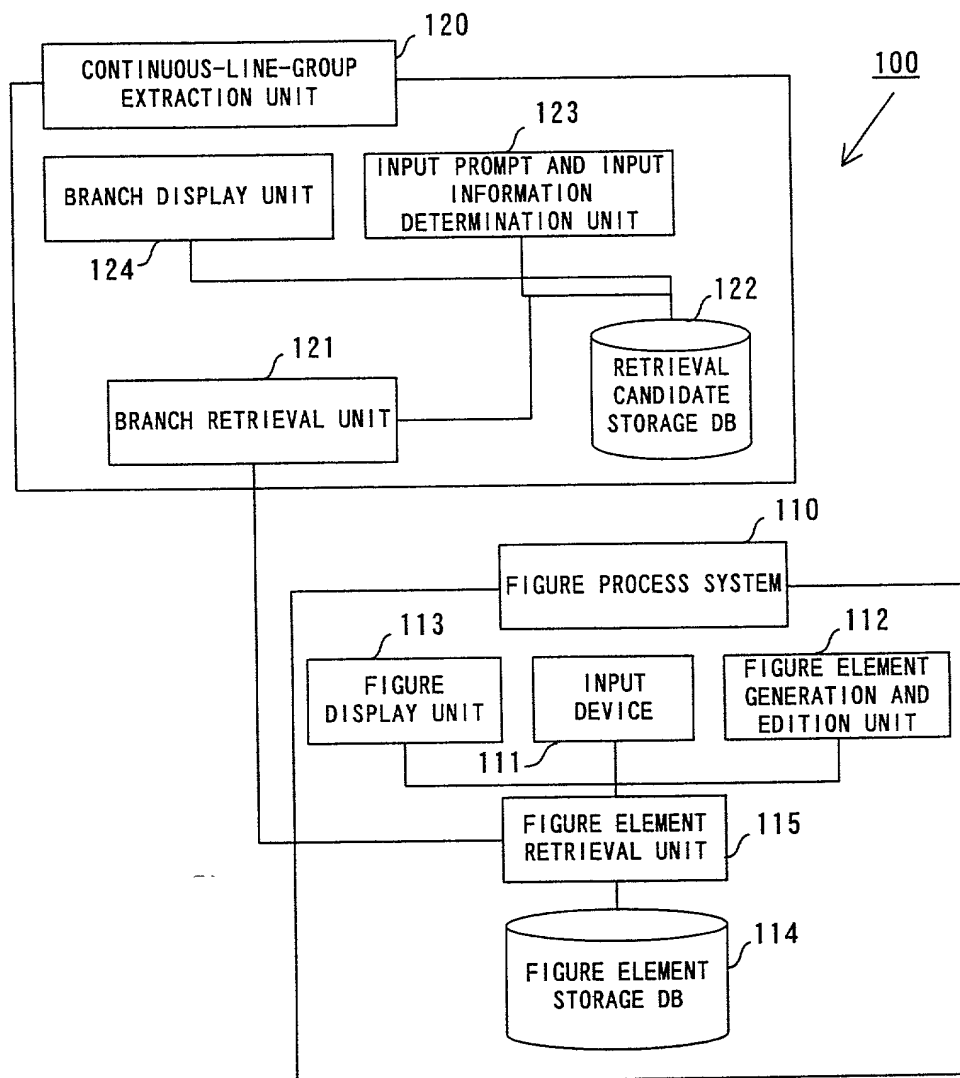 120
CONTINUOUS-LINE-GROUP
EXTRACTION UNIT
100
123
BRANCH DISPLAY UNIT
INPUT PROMPT AND INPUT
INFORMATION
DETERMINATION UNIT
124
122
121
RETRIEVAL
CANDIDATE
STORAGE DB
BRANCH RETRIEVAL UNIT
110
FIGURE PROCESS SYSTEM
113
112
FIGURE
DISPLAY UNIT
INPUT
DEVICE
FIGURE ELEMENT
GENERATION AND
EDITION UNIT
111
FIGURE ELEMENT
RETRIEVAL UNIT
115
114
FIGURE ELEMENT
STORAGE DB